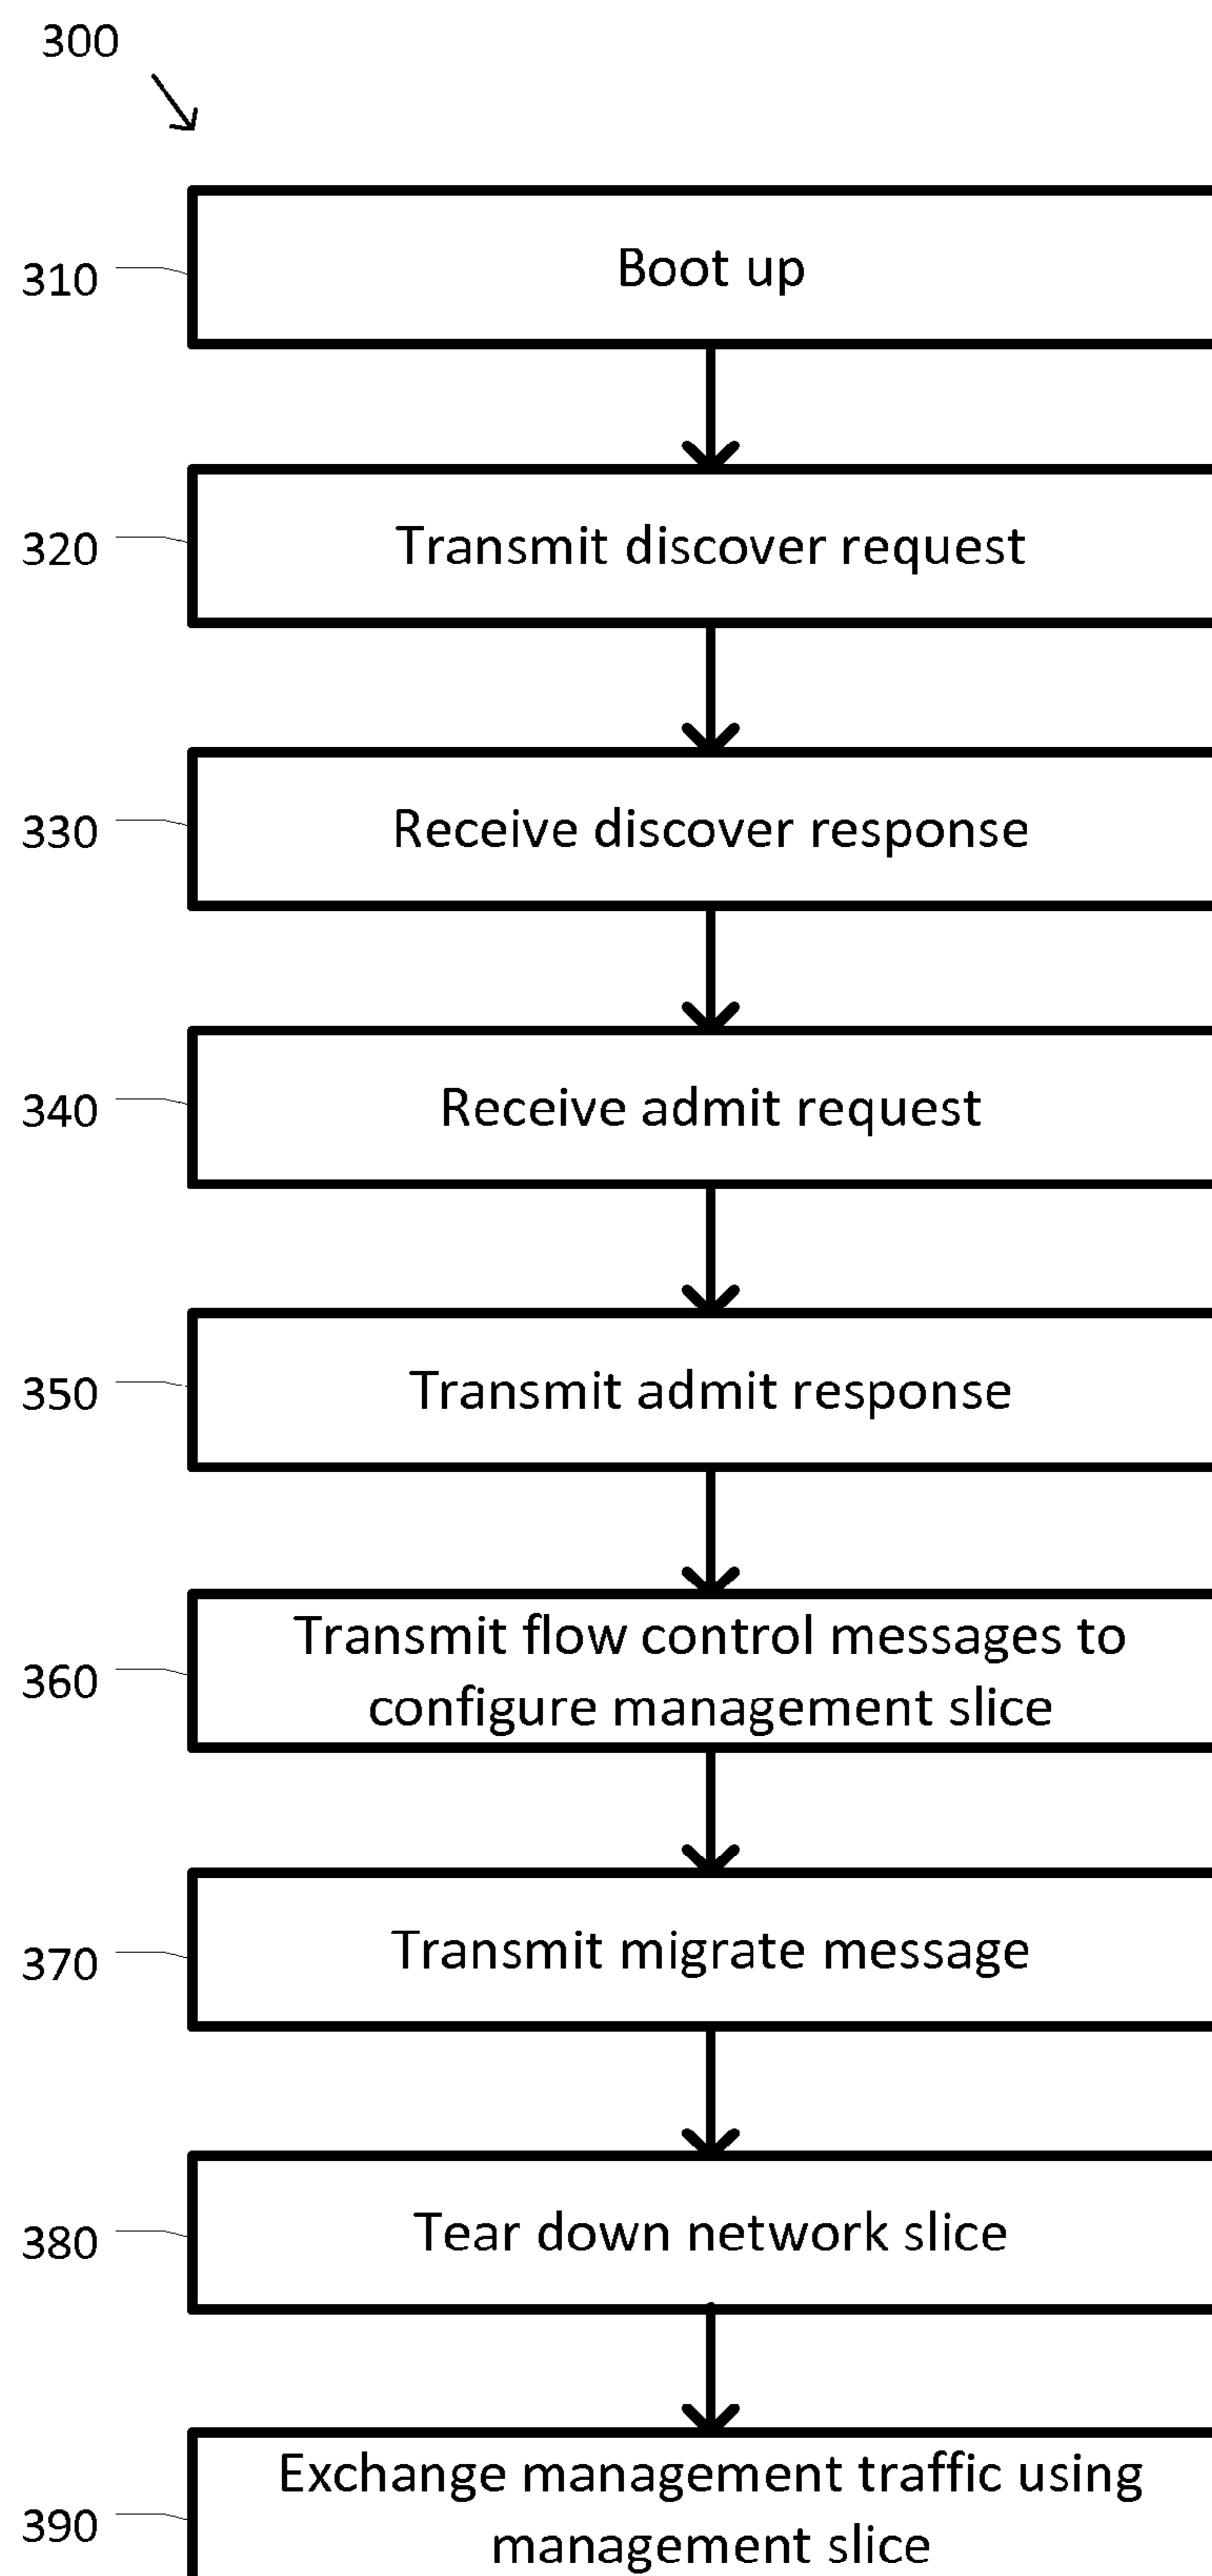 300
310
Boot up
320
Transmit discover request
330
Receive discover response
340
Receive admit request
350
Transmit admit response
360
Transmit flow control messages to
configure management slice
370
Transmit migrate message
380
Tear down network slice
390
Exchange management traffic using
management slice